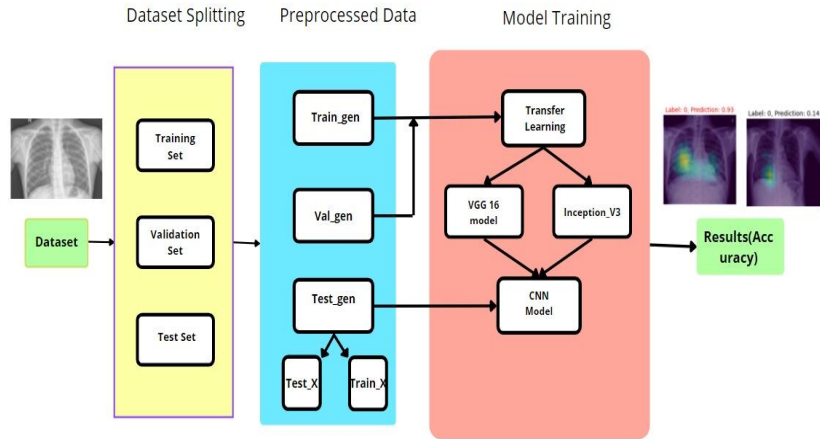 Dataset Splitting
Preprocessed Data
Model Training
Dataset
Training
Set
Validation
Set
Test Set
Train_gen
Val_gen
Test_gen
Test_X
Train_X
Transfer
Learning
VGG 16
model
Inception_V3
CNN
Model
Label: 0, Prediction: 0.93
Label: 0, Prediction: 0.14
Results(Acc
uracy)